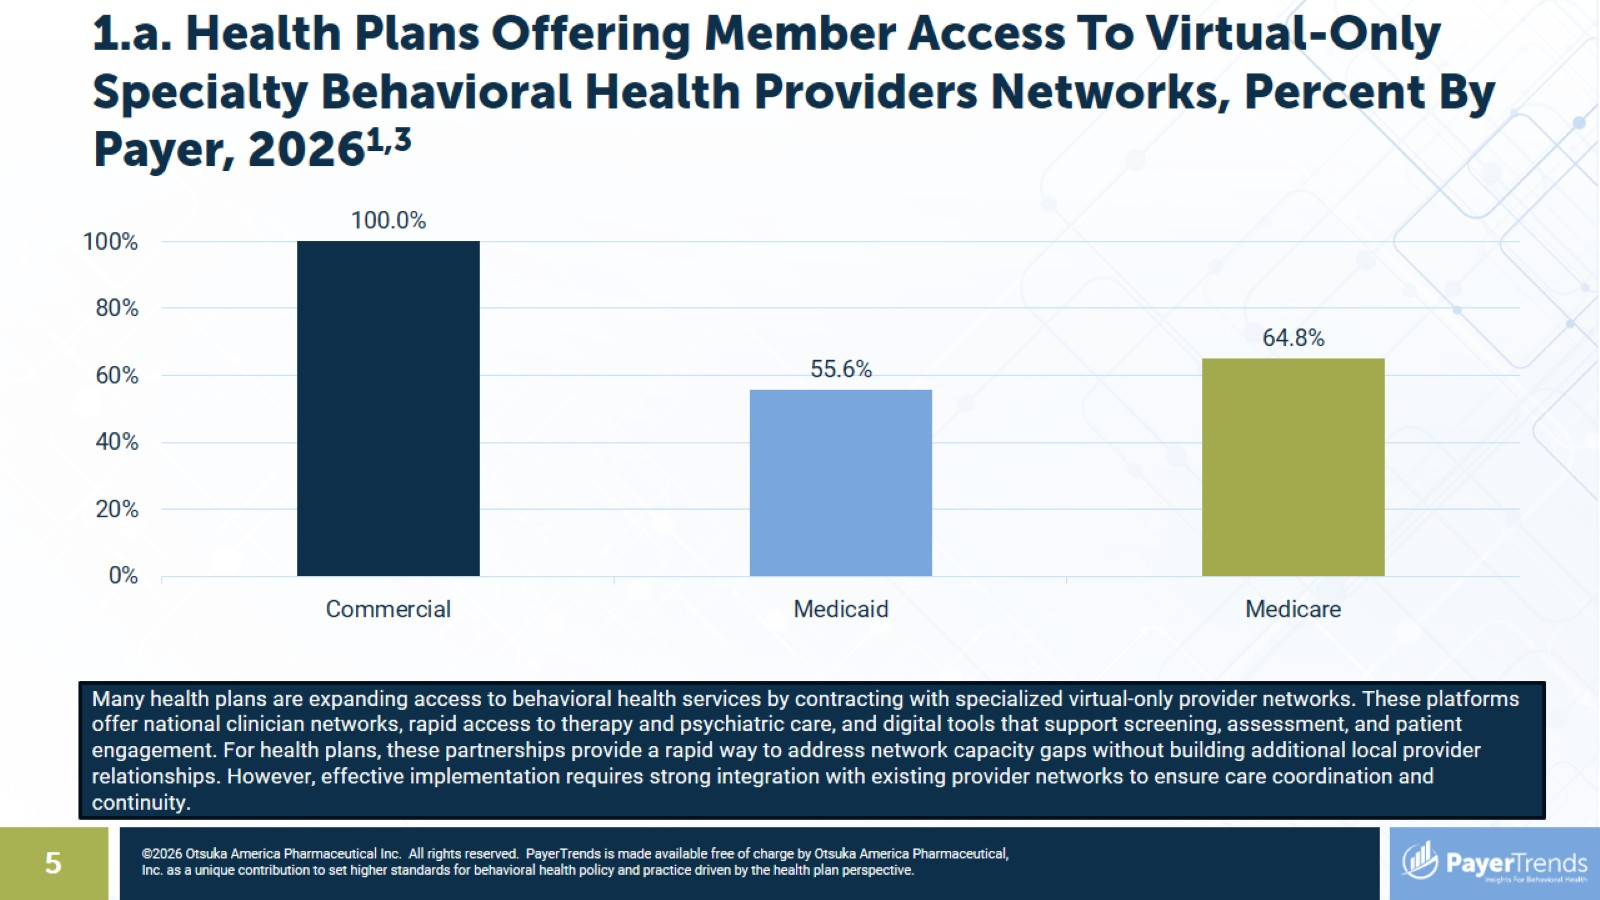 1.a. Health Plans Offering Member Access To Virtual-Only
Specialty Behavioral Health Providers Networks, Percent By
Payer, 2026¹,³
100.0%
100%
80%
64.8%
60%
55.6%
40%
20%
0%
Commercial
Medicaid
Medicare
Many health plans are expanding access to behavioral health services by contracting with specialized virtual-only provider networks. These platforms
offer national clinician networks, rapid access to therapy and psychiatric care, and digital tools that support screening, assessment, and patient
engagement. For health plans, these partnerships provide a rapid way to address network capacity gaps without building additional local provider
relationships. However, effective implementation requires strong integration with existing provider networks to ensure care coordination and
continuity.
5
©2026 Otsuka America Pharmaceutical Inc. All rights reserved. PayerTrends is made available free of charge by Otsuka America Pharmaceutical,
Inc. as a unique contribution to set higher standards for behavioral health policy and practice driven by the health plan perspective.
PayerTrends
Insights For Behavioral Health